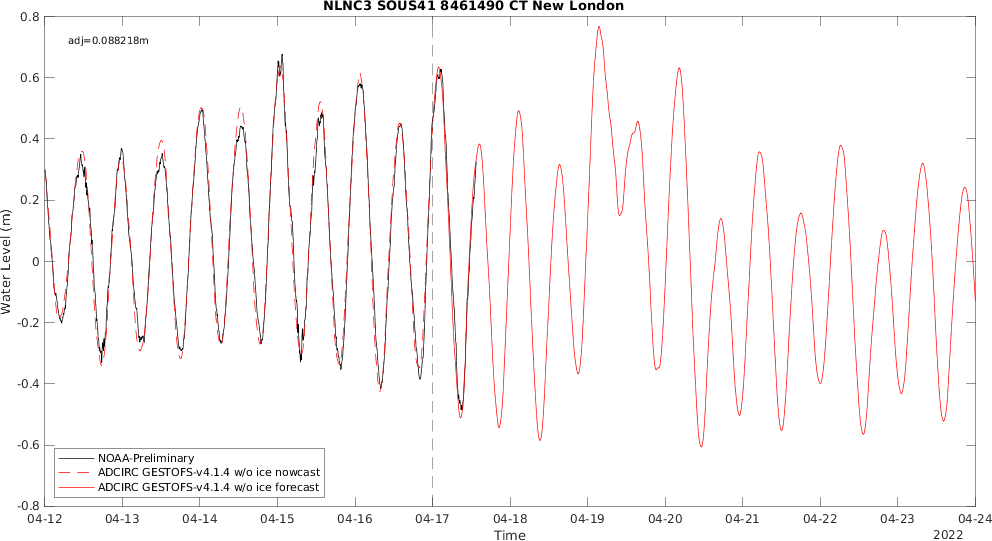 NLNC3 SOUS41 8461490 CT New London
adj=0.088218m
0.8
0.6
0.4
0.2
0
-0.2
-0.4
-0.6
-0.8
Water Level (m)
NOAA-Preliminary
ADCIRC GESTOFS-v4.1.4 w/o ice nowcast
ADCIRC GESTOFS-v4.1.4 w/o ice forecast
04-12 04-13 04-14 04-15 04-16 04-17 04-18 04-19 04-20 04-21 04-22 04-23 04-24
Time
2022